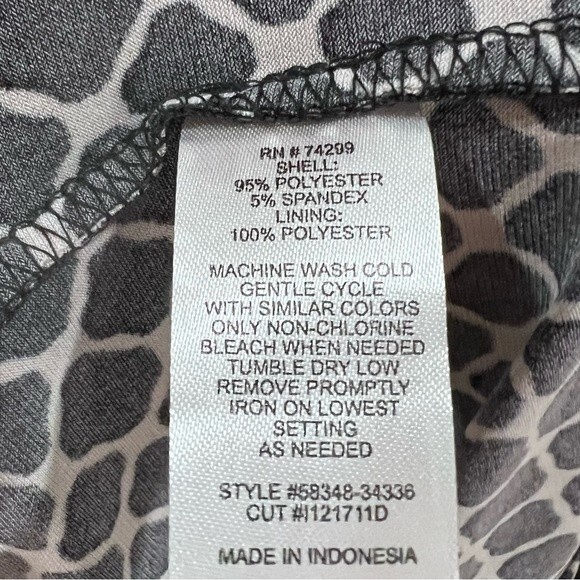 RN # 74299
SHELL:
95% POLYESTER
5% SPANDEX
LINING:
100% POLYESTER
MACHINE WASH COLD
GENTLE CYCLE
WITH SIMILAR COLORS
ONLY NON-CHLORINE
BLEACH WHEN NEEDED
TUMBLE DRY LOW
REMOVE PROMPTLY
IRON ON LOWEST
SETTING
AS NEEDED
STYLE #58348-34336
CUT #I121711D
MADE IN INDONESIA